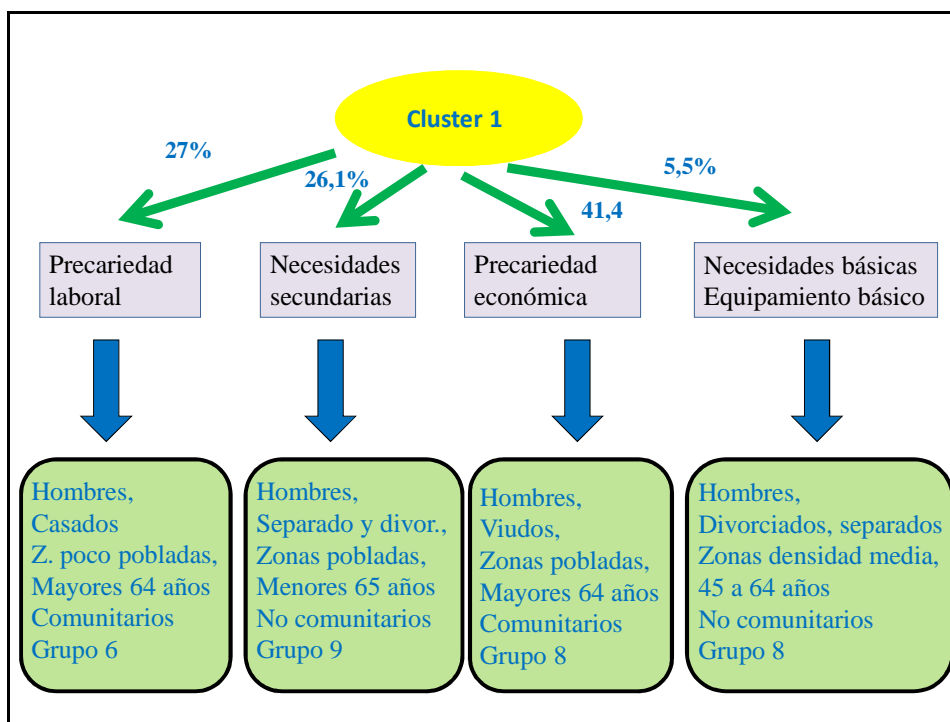 Cluster 1
27%
26,1%
41,4
5,5%
Precariedad
laboral
Necesidades
secundarias
Precariedad
económica
Necesidades básicas
Equipamiento básico
Hombres,
Casados
Z. poco pobladas,
Mayores 64 años
Comunitarios
Grupo 6
Hombres,
Separado y divor.,
Zonas pobladas,
Menores 65 años
No comunitarios
Grupo 9
Hombres,
Viudos,
Zonas pobladas,
Mayores 64 años
Comunitarios
Grupo 8
Hombres,
Divorciados, separados
Zonas densidad media,
45 a 64 años
No comunitarios
Grupo 8